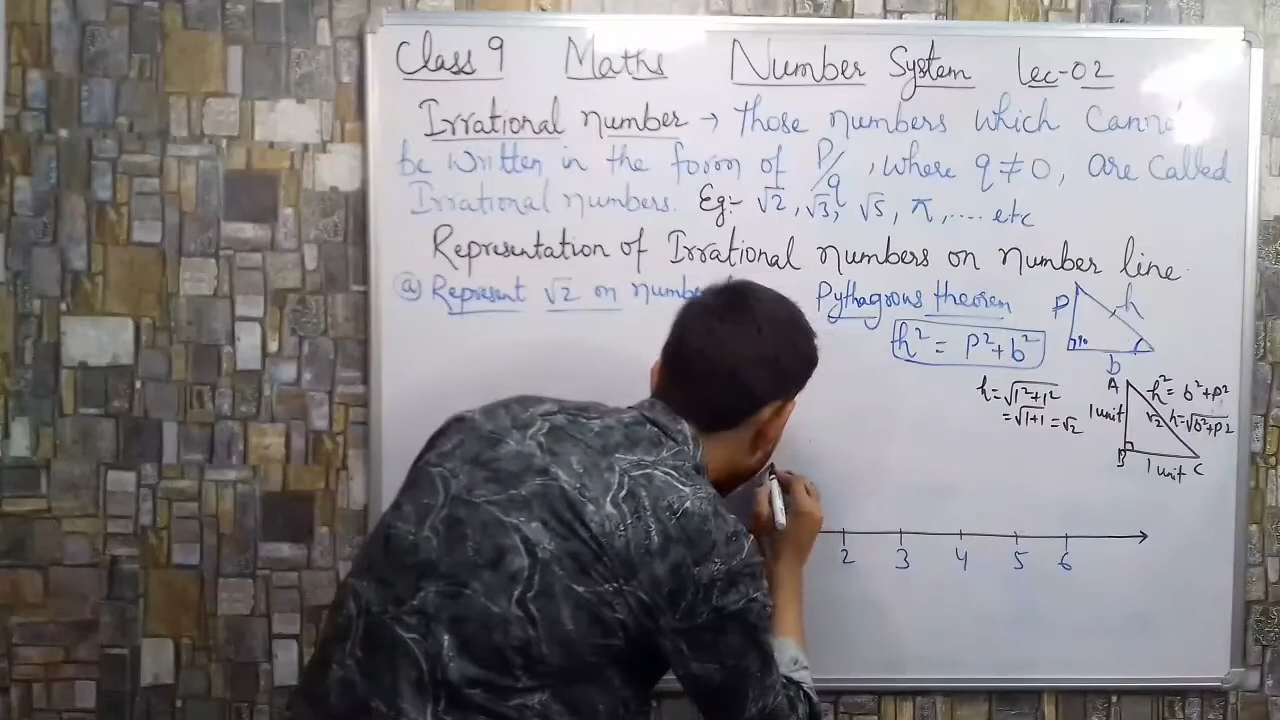 Class 9 Maths Number System Lec-02
Irrational number → Those numbers which Cann
be written in the form of P/q, where q ≠ 0, are called
Irrational numbers. Eg:- √2, √3, √5, π, .... etc
Representation of Irrational numbers on number line.
@ Represent √2 on number
Pythagrous theorem
h² = P²+b²
P h
90
b
h = √1²+1²
= √1+1 = √2
A h² = b²+p²
1 unit √2 h = √b²+p²
B 1 unit C
2 3 4 5 6